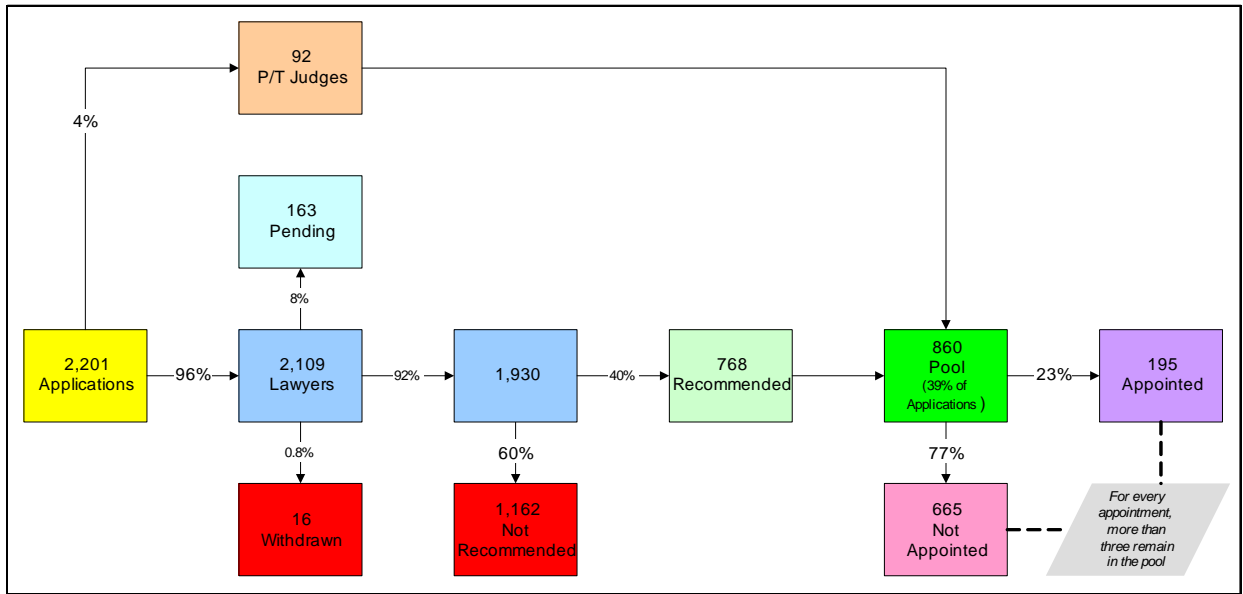 92
P/T Judges
4%
163
Pending
8%
2,201
Applications
96%
2,109
Lawyers
92%
1,930
40%
768
Recommended
860
Pool
(39% of
Applications )
23%
195
Appointed
0.8%
60%
77%
16
Withdrawn
1,162
Not
Recommended
665
Not
Appointed
For every
appointment,
more than
three remain
in the pool